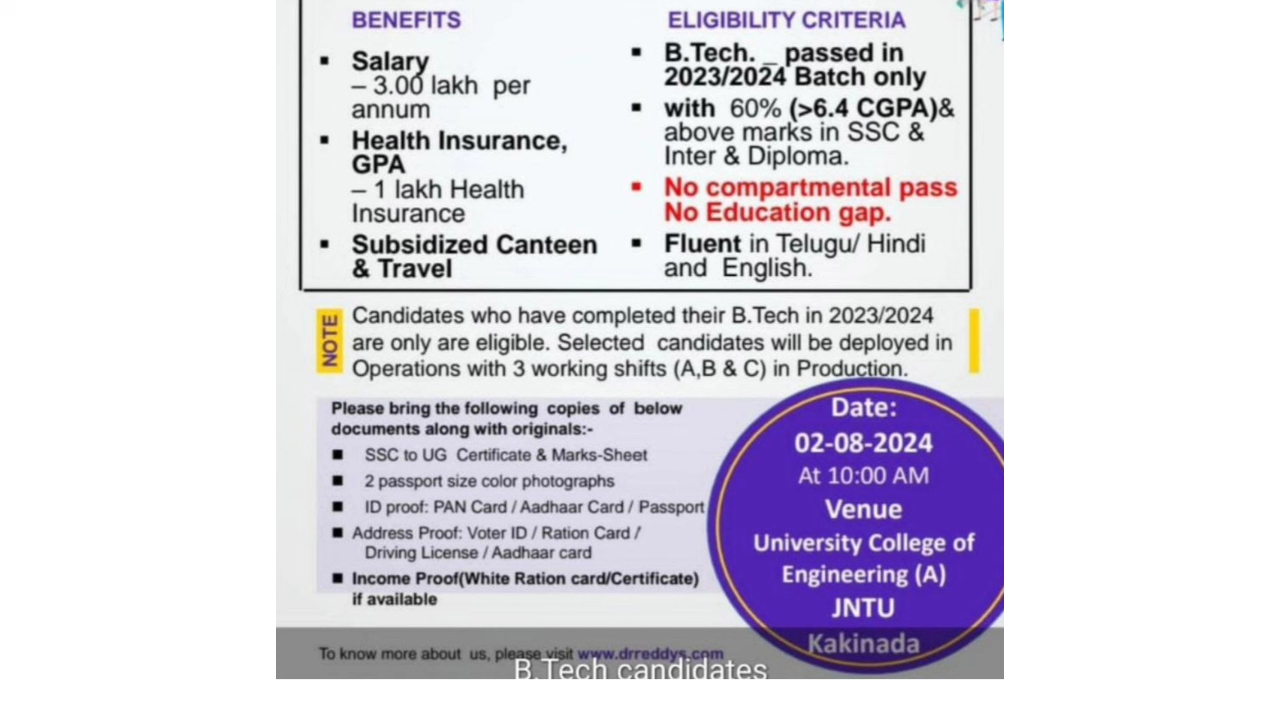 BENEFITS
▪ Salary
– 3.00 lakh per
annum
▪ Health Insurance,
GPA
– 1 lakh Health
Insurance
▪ Subsidized Canteen
& Travel
ELIGIBILITY CRITERIA
▪ B.Tech. _ passed in
2023/2024 Batch only
▪ with 60% (>6.4 CGPA)&
above marks in SSC &
Inter & Diploma.
▪ No compartmental pass
No Education gap.
▪ Fluent in Telugu/ Hindi
and English.
NOTE
Candidates who have completed their B.Tech in 2023/2024
are only are eligible. Selected candidates will be deployed in
Operations with 3 working shifts (A,B & C) in Production.
Please bring the following copies of below
documents along with originals:-
■ SSC to UG Certificate & Marks-Sheet
■ 2 passport size color photographs
■ ID proof: PAN Card / Aadhaar Card / Passport
■ Address Proof: Voter ID / Ration Card /
Driving License / Aadhaar card
■ Income Proof(White Ration card/Certificate)
if available
Date:
02-08-2024
At 10:00 AM
Venue
University College of
Engineering (A)
JNTU
Kakinada
To know more about us, please visit www.drreddys.com
B.Tech candidates